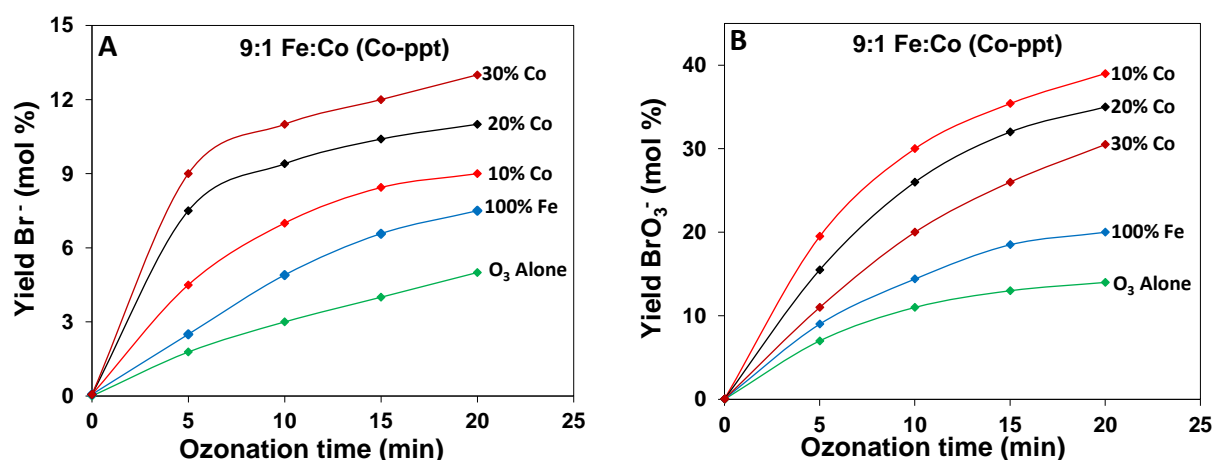 A
9:1 Fe:Co (Co-ppt)
Yield Br⁻ (mol %)
15
12
9
6
3
0
30% Co
20% Co
10% Co
100% Fe
O₃ Alone
0 5 10 15 20 25
Ozonation time (min)
B
9:1 Fe:Co (Co-ppt)
Yield BrO₃⁻ (mol %)
40
30
20
10
0
10% Co
20% Co
30% Co
100% Fe
O₃ Alone
0 5 10 15 20 25
Ozonation time (min)